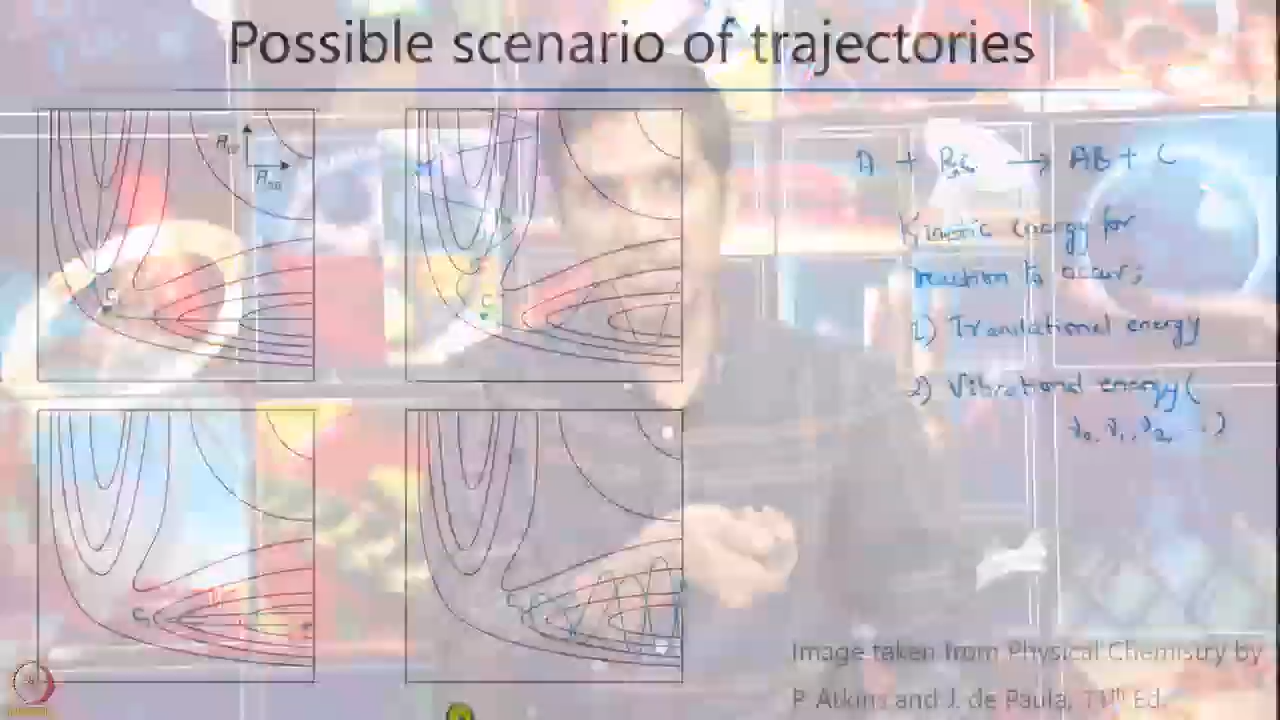 Possible scenario of trajectories
A + BC → AB + C
Kinetic energy for
reaction to occur;
1) Translational energy
2) Vibrational energy (
Image taken from Physical Chemistry by
P. Atkins and J. de Paula, 11th Ed.